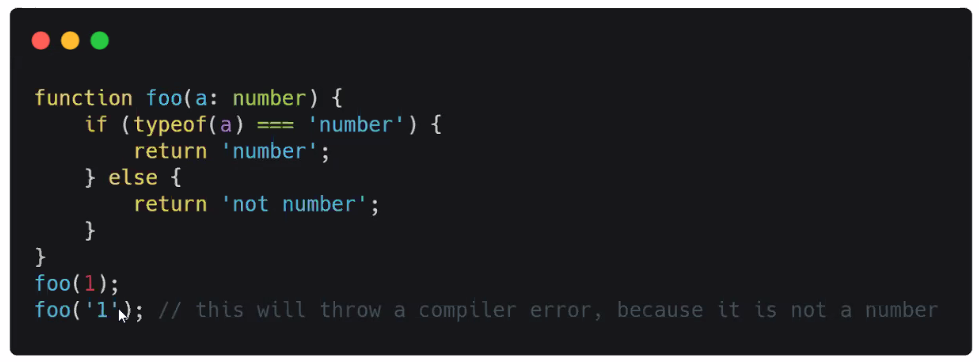 function foo(a: number) {
    if (typeof(a) === 'number') {
        return 'number';
    } else {
        return 'not number';
    }
}
foo(1);
foo('1'); // this will throw a compiler error, because it is not a number